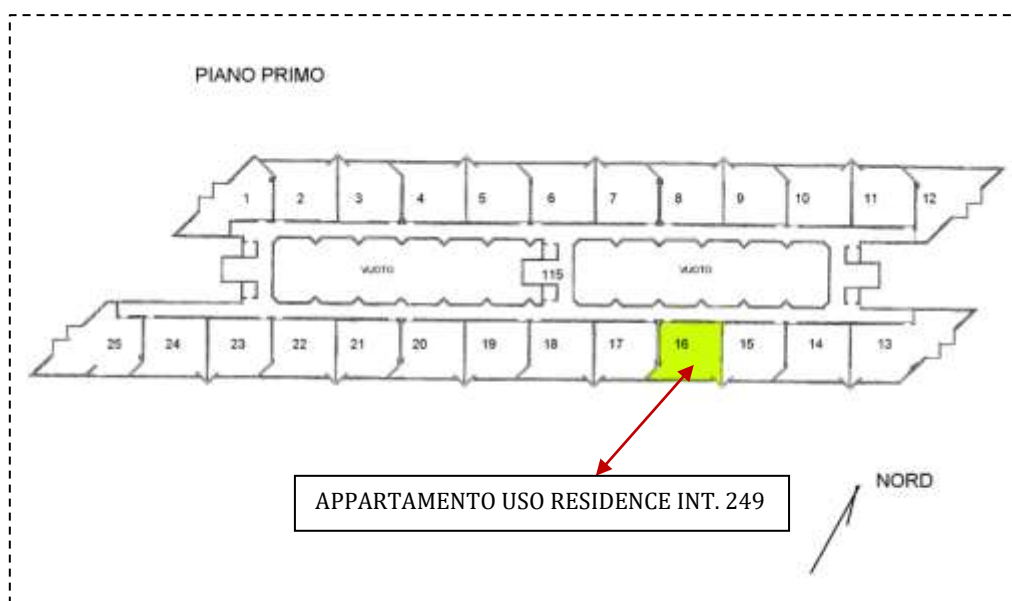 PIANO PRIMO
1 2 3 4 5 6 7 8 9 10 11 12
VUOTO 115 VUOTO
25 24 23 22 21 20 19 18 17 16 15 14 13
NORD
APPARTAMENTO USO RESIDENCE INT. 249